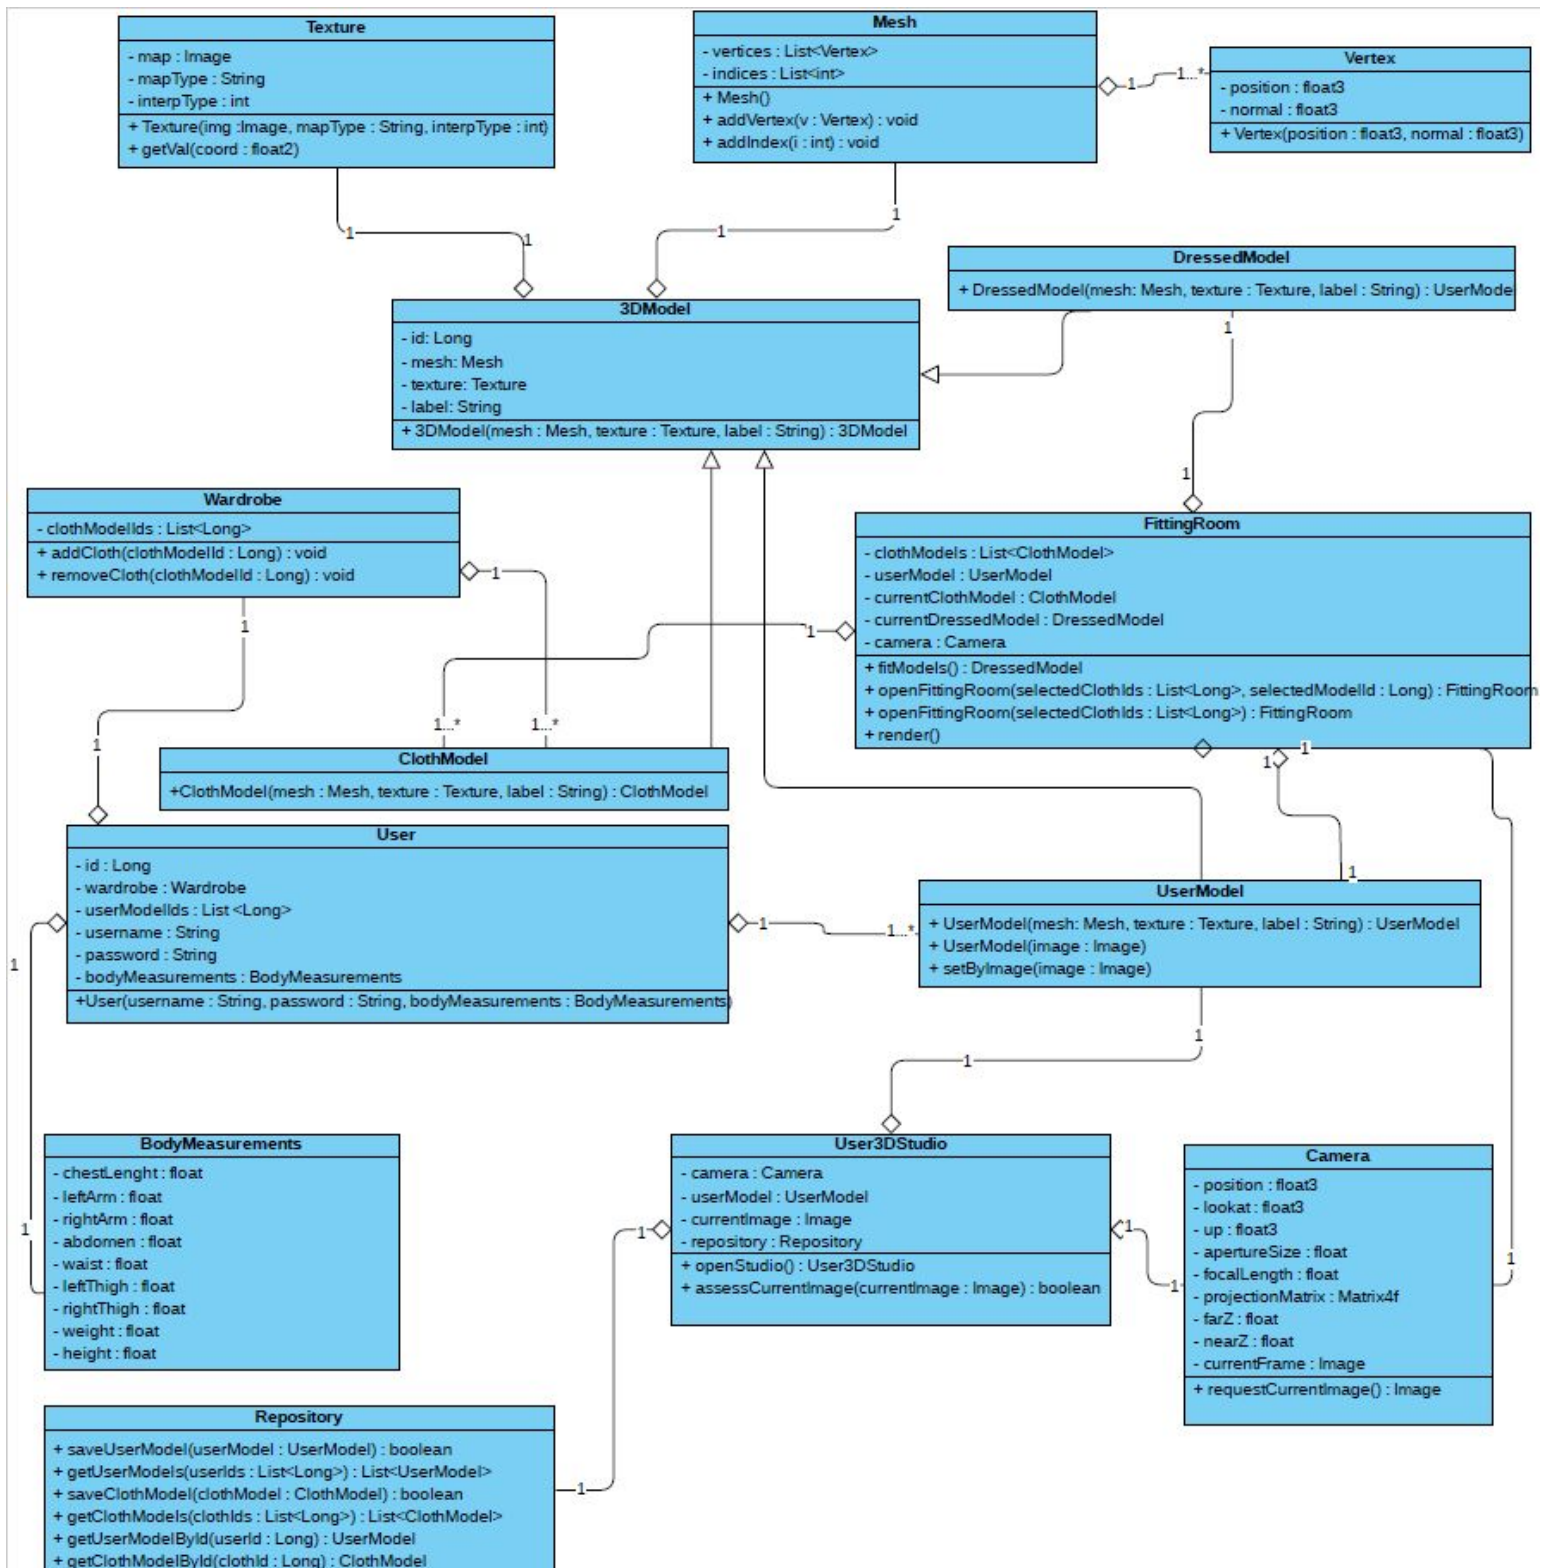 Texture
- map : Image
- mapType : String
- interpType : int
+ Texture(img :Image, mapType : String, interpType : int)
+ getVal(coord : float2)
Mesh
- vertices : List<Vertex>
- indices : List<int>
+ Mesh()
+ addVertex(v : Vertex) : void
+ addIndex(i : int) : void
1
1...*
Vertex
- position : float3
- normal : float3
+ Vertex(position : float3, normal : float3)
1
1
1
1
DressedModel
+ DressedModel(mesh: Mesh, texture : Texture, label : String) : UserModel
3DModel
- id: Long
- mesh: Mesh
- texture: Texture
- label: String
+ 3DModel(mesh : Mesh, texture : Texture, label : String) : 3DModel
1
1
Wardrobe
- clothModelIds : List<Long>
+ addCloth(clothModelId : Long) : void
+ removeCloth(clothModelId : Long) : void
1
1
1
FittingRoom
- clothModels : List<ClothModel>
- userModel : UserModel
- currentClothModel : ClothModel
- currentDressedModel : DressedModel
- camera : Camera
+ fitModels() : DressedModel
+ openFittingRoom(selectedClothIds : List<Long>, selectedModelId : Long) : FittingRoom
+ openFittingRoom(selectedClothIds : List<Long>) : FittingRoom
+ render()
1...*
1...*
1
1
1
ClothModel
+ClothModel(mesh : Mesh, texture : Texture, label : String) : ClothModel
User
- id : Long
- wardrobe : Wardrobe
- userModelIds : List <Long>
- username : String
- password : String
- bodyMeasurements : BodyMeasurements
+User(username : String, password : String, bodyMeasurements : BodyMeasurements)
1
1...*
1
UserModel
+ UserModel(mesh: Mesh, texture : Texture, label : String) : UserModel
+ UserModel(image : Image)
+ setByImage(image : Image)
1
1
1
1
1
BodyMeasurements
- chestLenght : float
- leftArm : float
- rightArm : float
- abdomen : float
- waist : float
- leftThigh : float
- rightThigh : float
- weight : float
- height : float
User3DStudio
- camera : Camera
- userModel : UserModel
- currentImage : Image
- repository : Repository
+ openStudio() : User3DStudio
+ assessCurrentImage(currentImage : Image) : boolean
1
1
1
Camera
- position : float3
- lookat : float3
- up : float3
- apertureSize : float
- focalLength : float
- projectionMatrix : Matrix4f
- farZ : float
- nearZ : float
- currentFrame : Image
+ requestCurrentImage() : Image
Repository
+ saveUserModel(userModel : UserModel) : boolean
+ getUserModels(userIds : List<Long>) : List<UserModel>
+ saveClothModel(clothModel : ClothModel) : boolean
+ getClothModels(clothIds : List<Long>) : List<ClothModel>
+ getUserModelById(userId : Long) : UserModel
+ getClothModelById(clothId : Long) : ClothModel
1